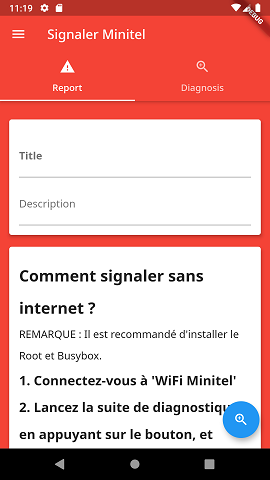 11:19
DEBUG
Signaler Minitel
Report
Diagnosis
Title
Description
Comment signaler sans
internet ?
REMARQUE : Il est recommandé d'installer le
Root et Busybox.
1. Connectez-vous à 'WiFi Minitel'
2. Lancez la suite de diagnostique
en appuyant sur le bouton, et